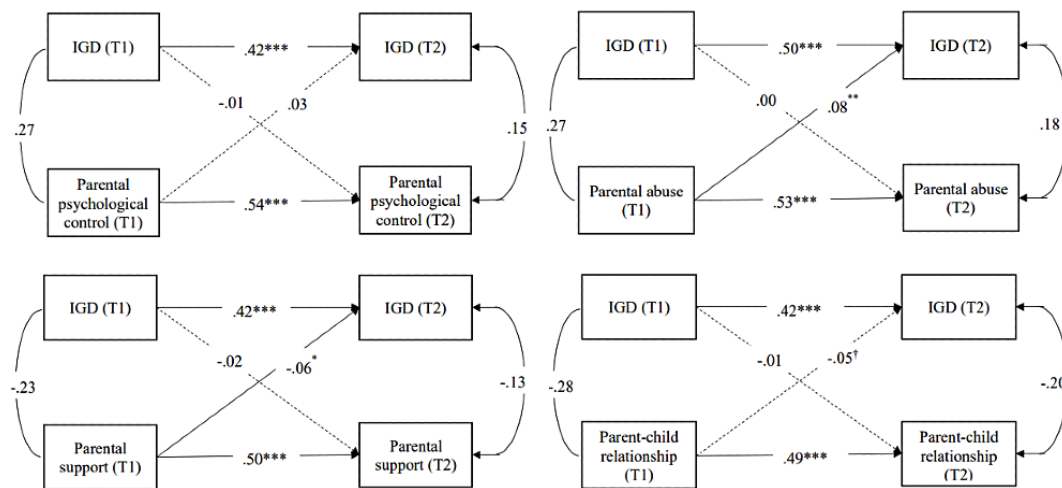 IGD (T1)
.42***
IGD (T2)
-.01
.03
.27
.15
Parental
psychological
control (T1)
.54***
Parental
psychological
control (T2)
IGD (T1)
.50***
IGD (T2)
.00
.08**
.27
.18
Parental abuse
(T1)
.53***
Parental abuse
(T2)
IGD (T1)
.42***
IGD (T2)
-.02
-.06*
-.23
-.13
Parental
support (T1)
.50***
Parental
support (T2)
IGD (T1)
.42***
IGD (T2)
-.01
-.05†
-.28
-.20
Parent-child
relationship
(T1)
.49***
Parent-child
relationship
(T2)